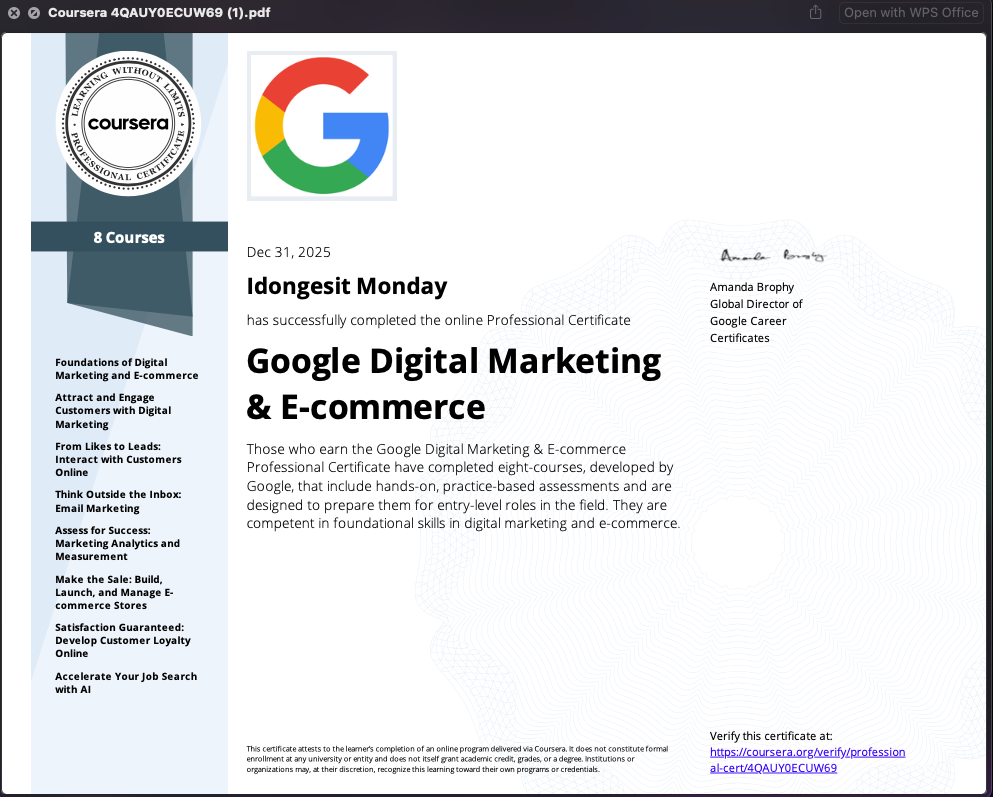 Coursera 4QAUY0ECUW69 (1).pdf
Open with WPS Office
LEARNING WITHOUT LIMITS
coursera
PROFESSIONAL CERTIFICATE
8 Courses
Foundations of Digital
Marketing and E-commerce
Attract and Engage
Customers with Digital
Marketing
From Likes to Leads:
Interact with Customers
Online
Think Outside the Inbox:
Email Marketing
Assess for Success:
Marketing Analytics and
Measurement
Make the Sale: Build,
Launch, and Manage E-
commerce Stores
Satisfaction Guaranteed:
Develop Customer Loyalty
Online
Accelerate Your Job Search
with AI
G
Dec 31, 2025
Idongesit Monday
has successfully completed the online Professional Certificate
Google Digital Marketing
& E-commerce
Those who earn the Google Digital Marketing & E-commerce
Professional Certificate have completed eight-courses, developed by
Google, that include hands-on, practice-based assessments and are
designed to prepare them for entry-level roles in the field. They are
competent in foundational skills in digital marketing and e-commerce.
Amanda Brophy
Amanda Brophy
Global Director of
Google Career
Certificates
This certificate attests to the learner's completion of an online program delivered via Coursera. It does not constitute formal
enrollment at any university or entity and does not itself grant academic credit, grades, or a degree. Institutions or
organizations may, at their discretion, recognize this learning toward their own programs or credentials.
Verify this certificate at:
https://coursera.org/verify/profession
al-cert/4QAUY0ECUW69